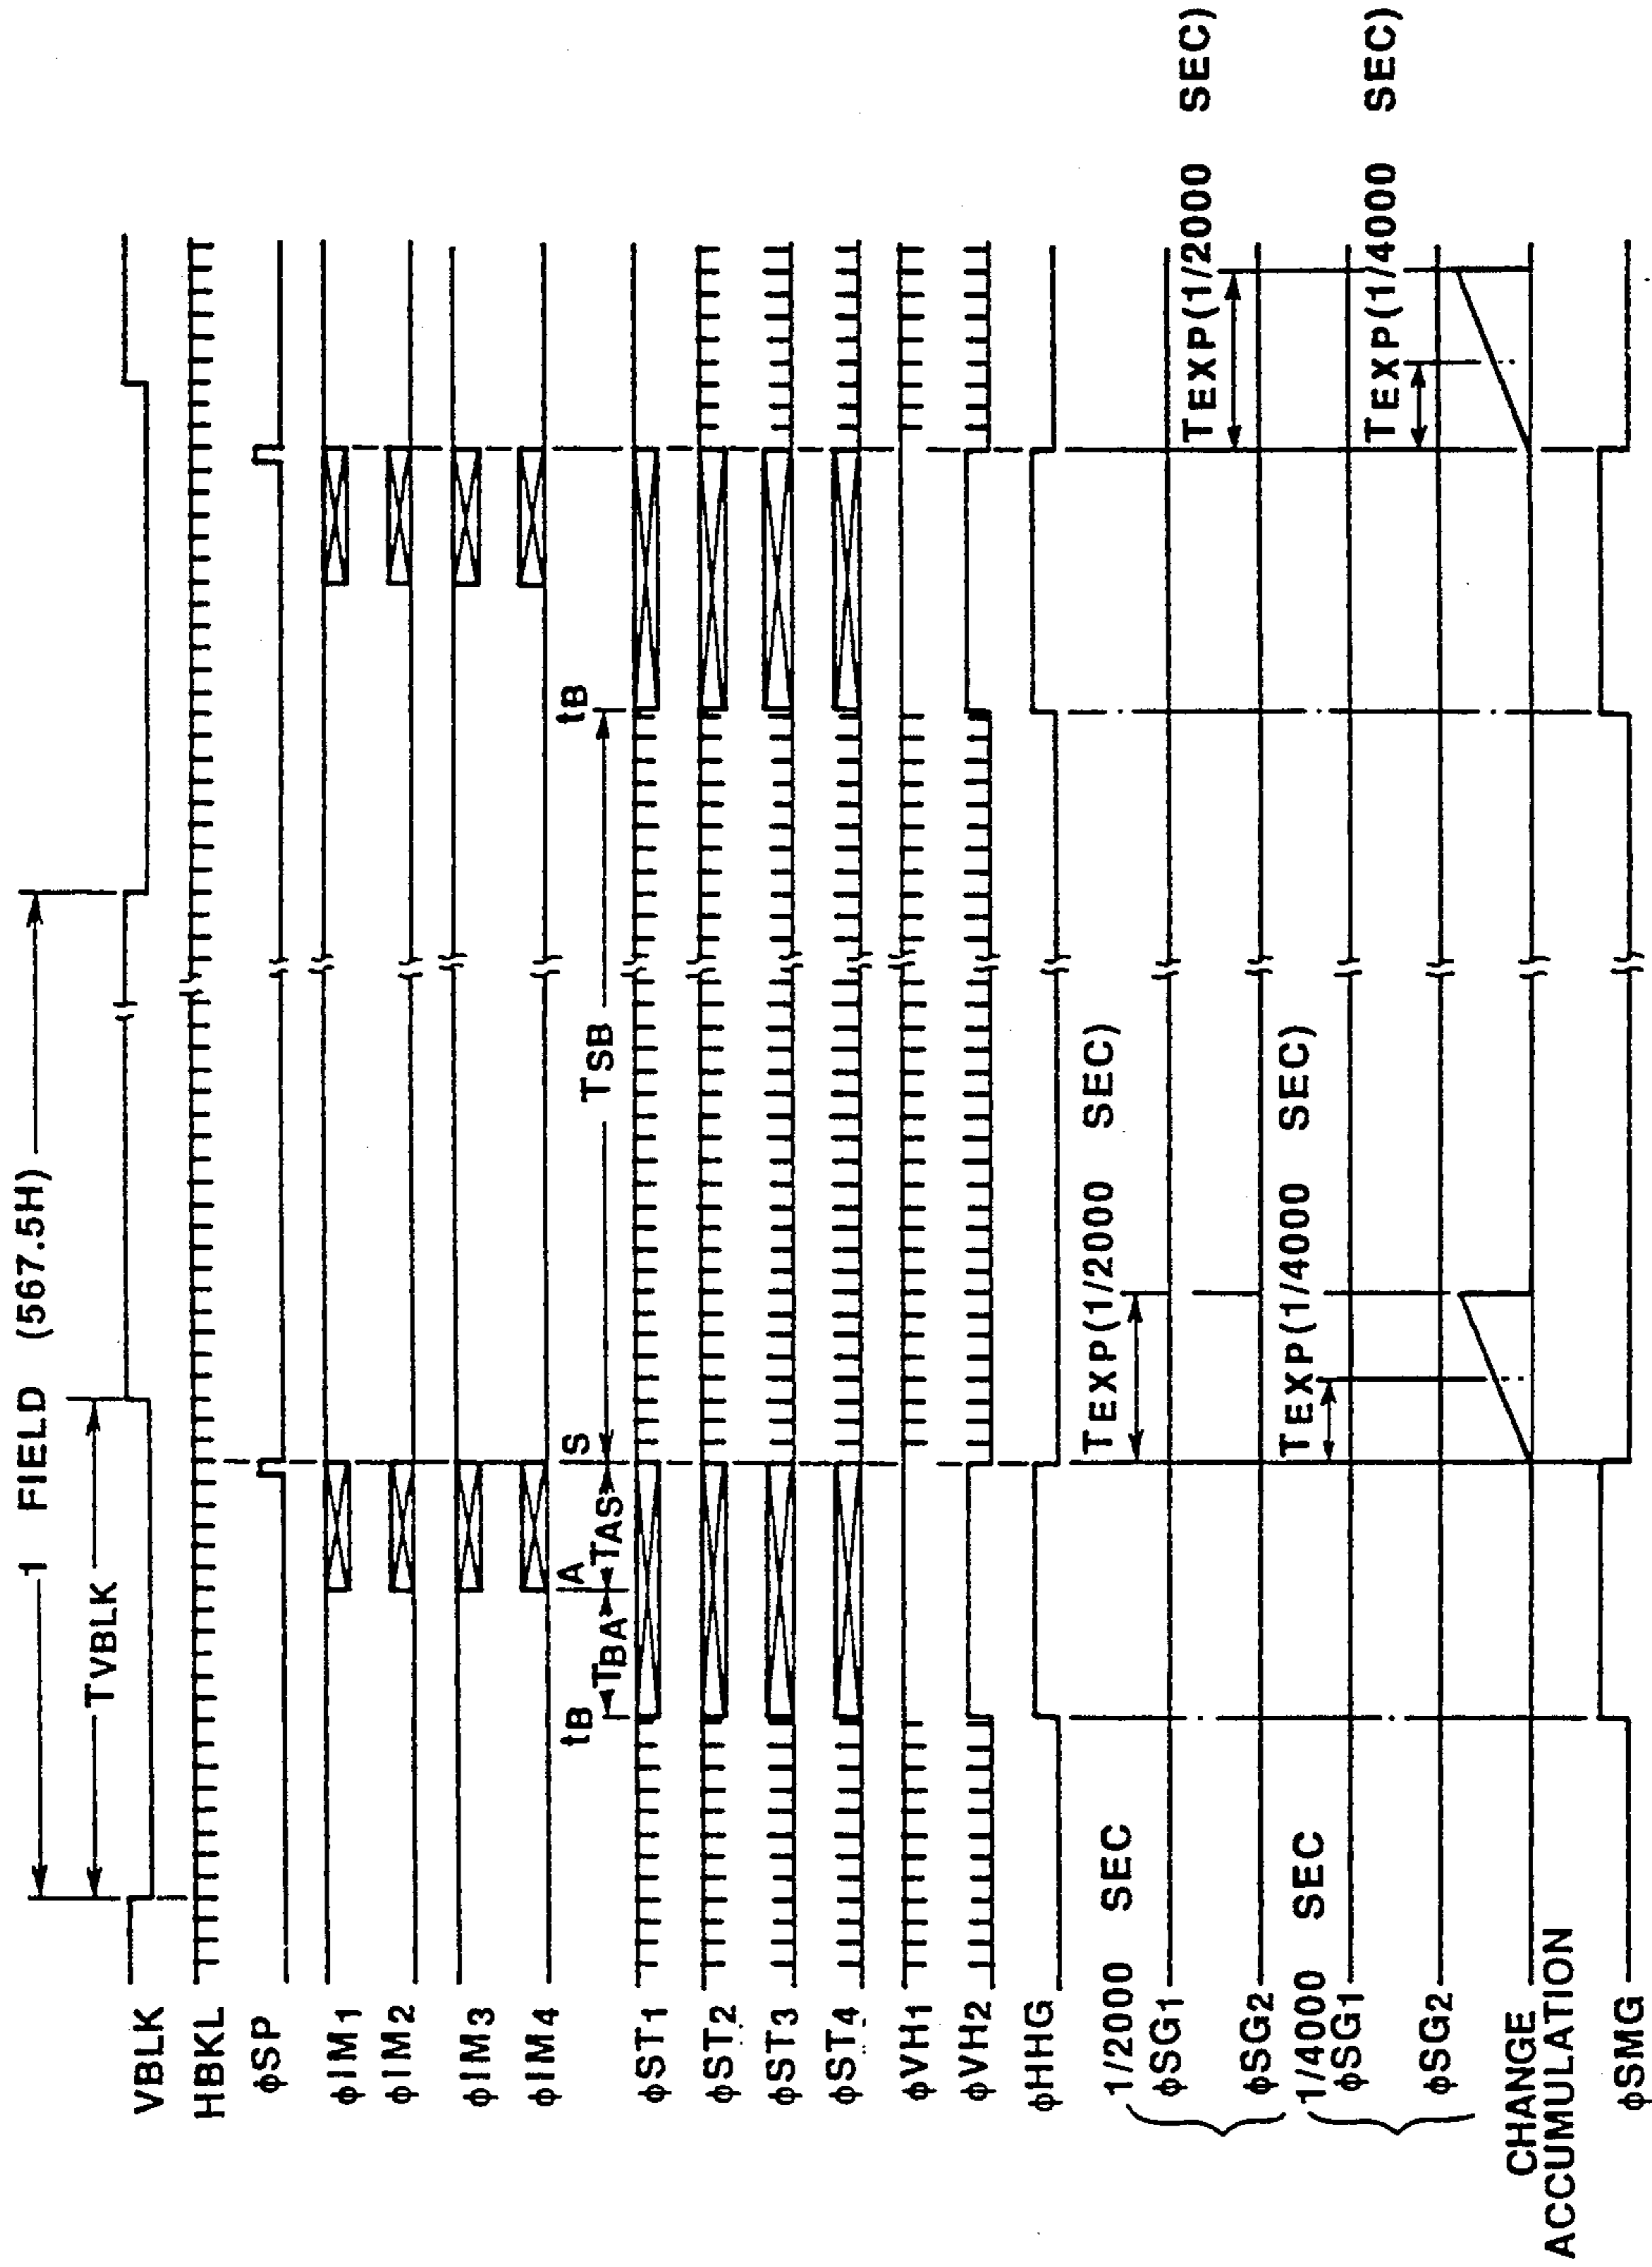 1 FIELD (567.5H)
TVBLK
VBLK
HBKL
φSP
φIM1
φIM2
φIM3
φIM4
tB TBA A TAS S TSB tB
φST1
φST2
φST3
φST4
φVH1
φVH2
φHHG
TEXP(1/2000 SEC)
TEXP(1/2000 SEC)
1/2000 SEC
φSG1
φSG2
TEXP(1/4000 SEC)
TEXP(1/4000 SEC)
1/4000 SEC
φSG1
φSG2
CHANGE
ACCUMULATION
φSMG